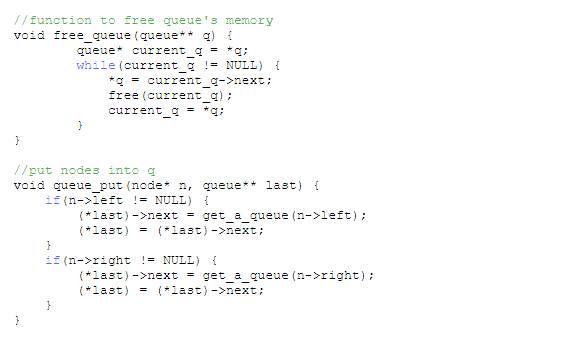 //function to free queue's memory
void free_queue(queue** q) {
        queue* current_q = *q;
        while(current_q != NULL) {
            *q = current_q->next;
            free(current_q);
            current_q = *q;
        }
}

//put nodes into q
void queue_put(node* n, queue** last) {
    if(n->left != NULL) {
        (*last)->next = get_a_queue(n->left);
        (*last) = (*last)->next;
    }
    if(n->right != NULL) {
        (*last)->next = get_a_queue(n->right);
        (*last) = (*last)->next;
    }
}